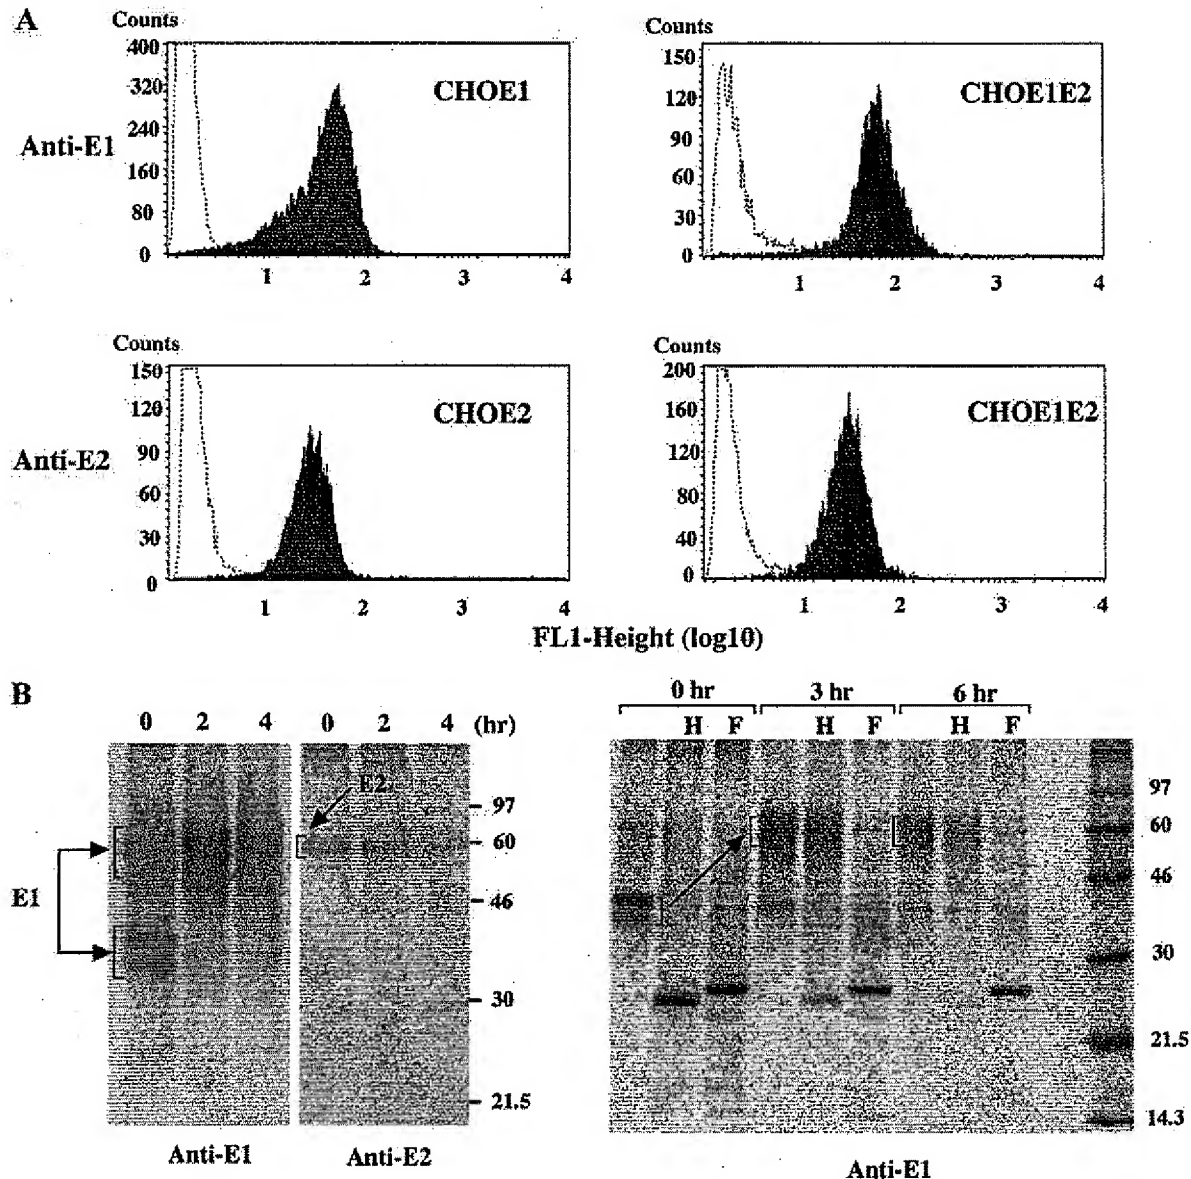 A
Counts
Counts
400
320
240
160
80
0
CHOE1
1
2
4
150
120
90
60
30
0
CHOE1E2
1
2
3
4
Anti-E1
Counts
Counts
150
120
90
60
30
0
CHOE2
1
2
3
4
200
160
120
80
40
0
CHOE1E2
1
2
3
4
Anti-E2
FL1-Height (log10)
B
0 2 4 0 2 4 (hr)
E2
97
60
46
30
21.5
E1
Anti-E1
Anti-E2
0 hr 3 hr 6 hr
H F H F H F
97
60
46
30
21.5
14.3
Anti-E1